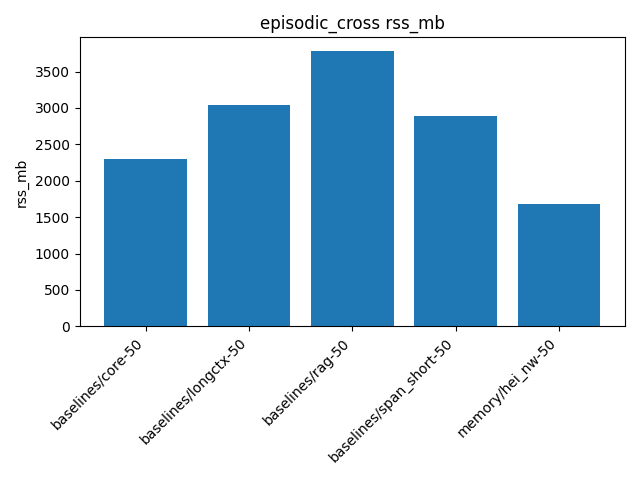 episodic_cross rss_mb
rss_mb
3500
3000
2500
2000
1500
1000
500
0
baselines/core-50
baselines/longctx-50
baselines/rag-50
baselines/span_short-50
memory/hei_nw-50